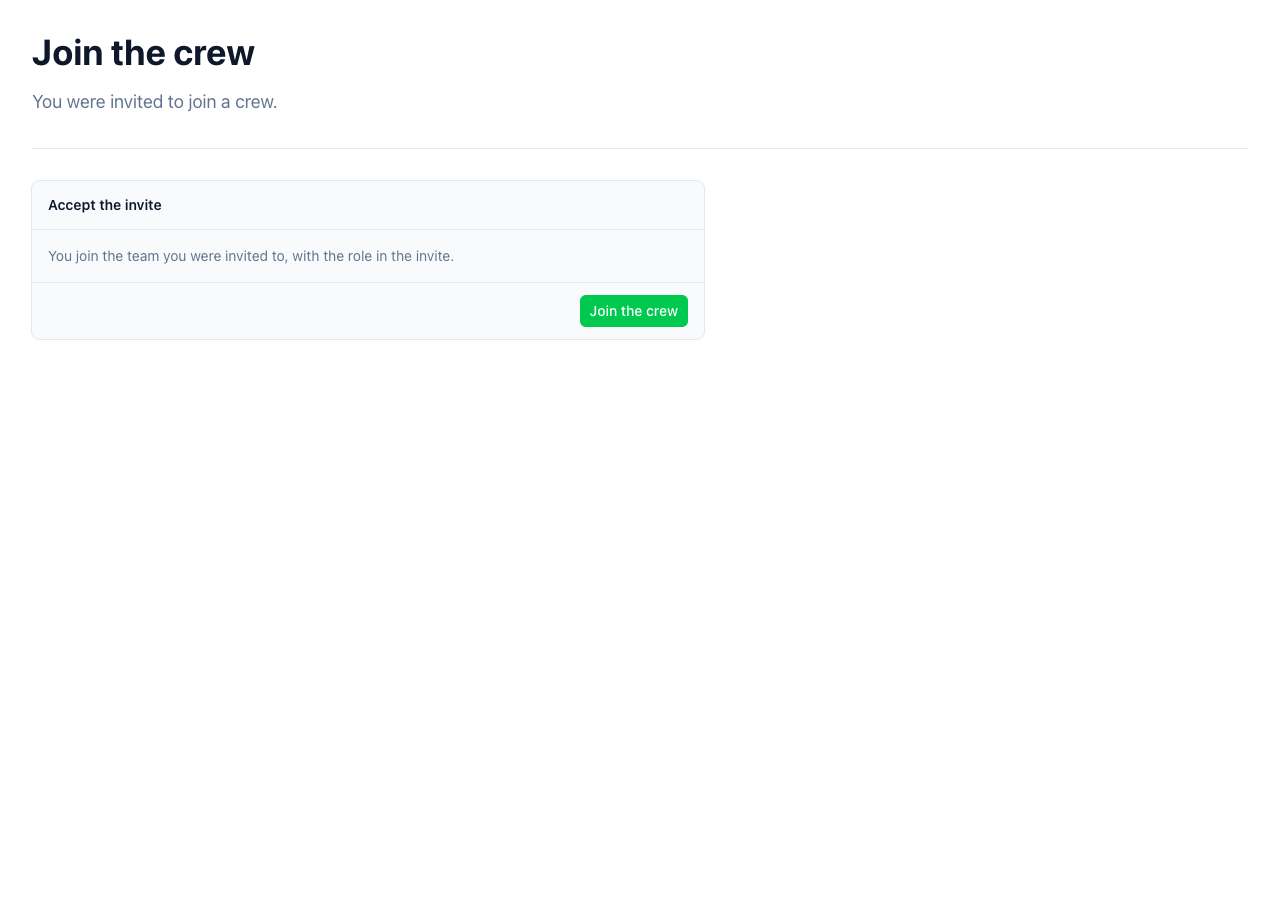 Join the crew
You were invited to join a crew.
Accept the invite
You join the team you were invited to, with the role in the invite.
Join the crew